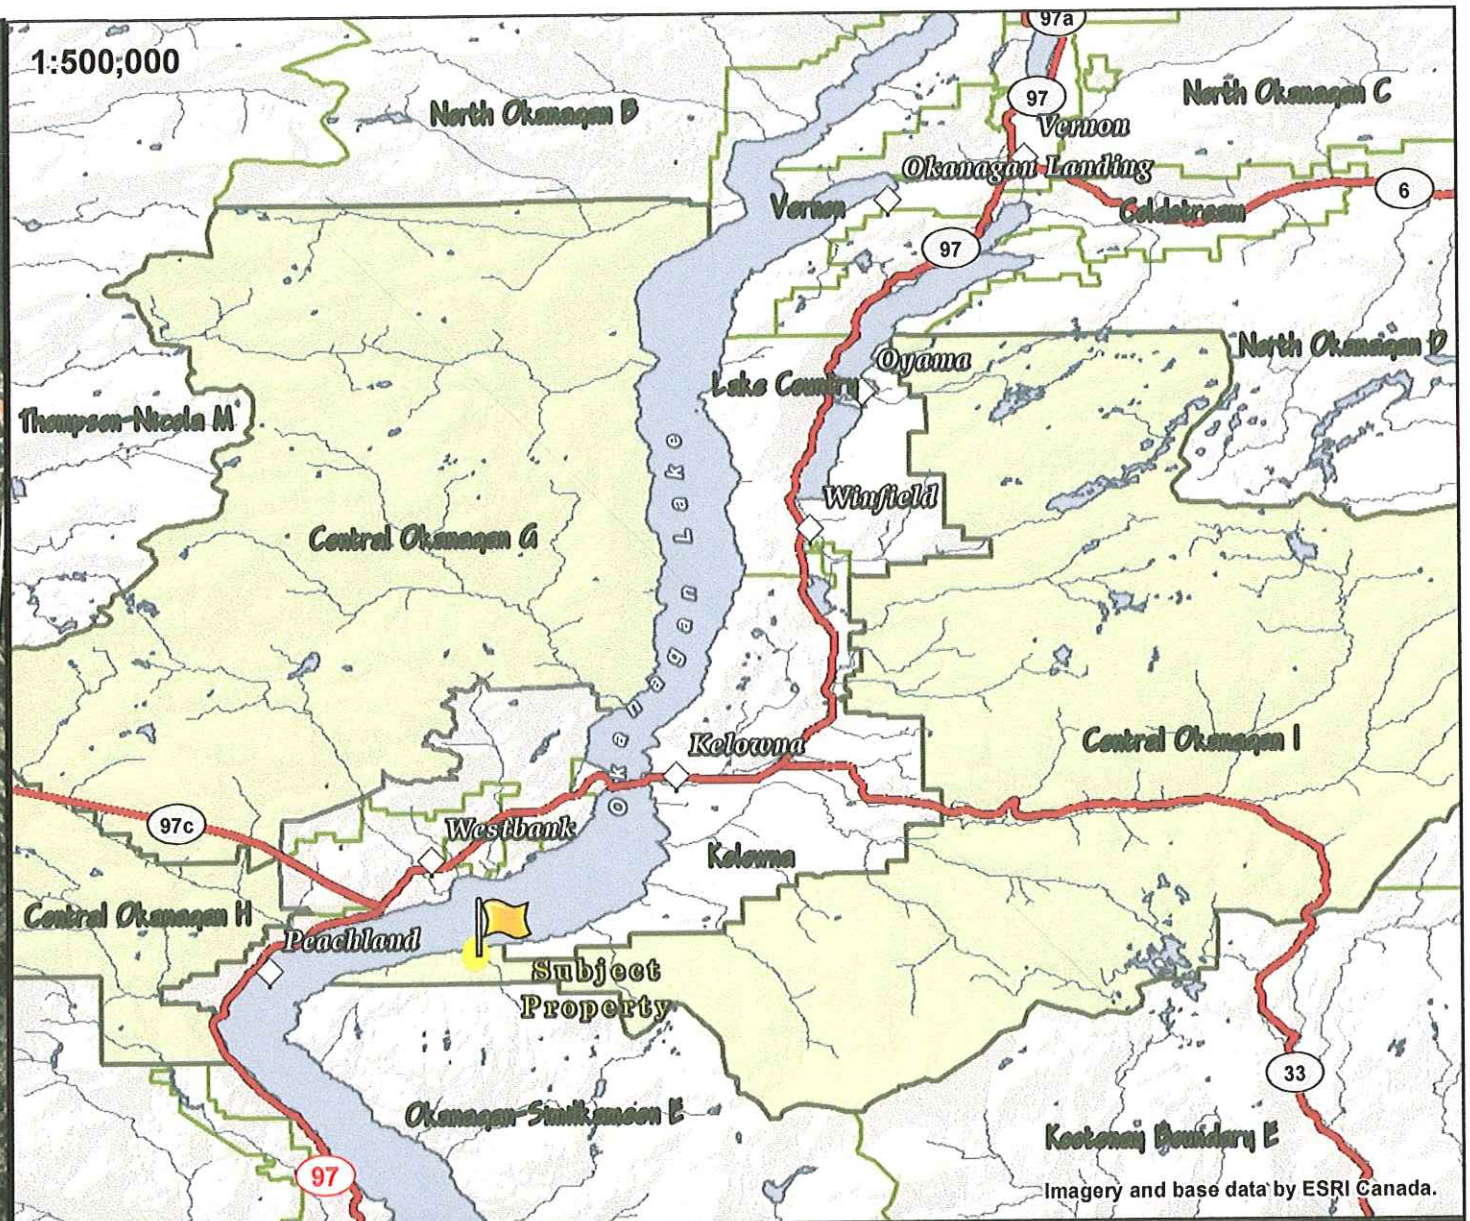 97a
1:500,000
97
North Okanagan C
North Okanagan B
Vernon
Okanagan Landing
6
Vernon
Coldstream
97
North Okanagan D
Oyama
Lake Country
Thompson-Nicola M
Okanagan Lake
Winfield
Central Okanagan G
Central Okanagan I
Kelowna
97c
Westbank
Kelowna
Central Okanagan H
Peachland
Subject
Property
33
Okanagan-Similkameen E
Kootenay Boundary E
97
Imagery and base data by ESRI Canada.